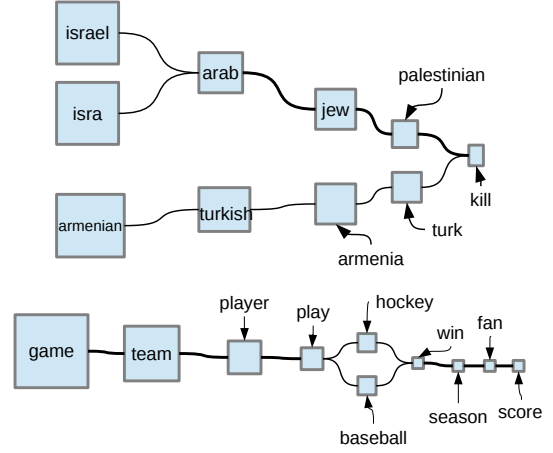 israel
arab
palestinian
isra
jew
kill
armenian
turkish
turk
armenia
player
play
hockey
win
fan
game
team
season
score
baseball